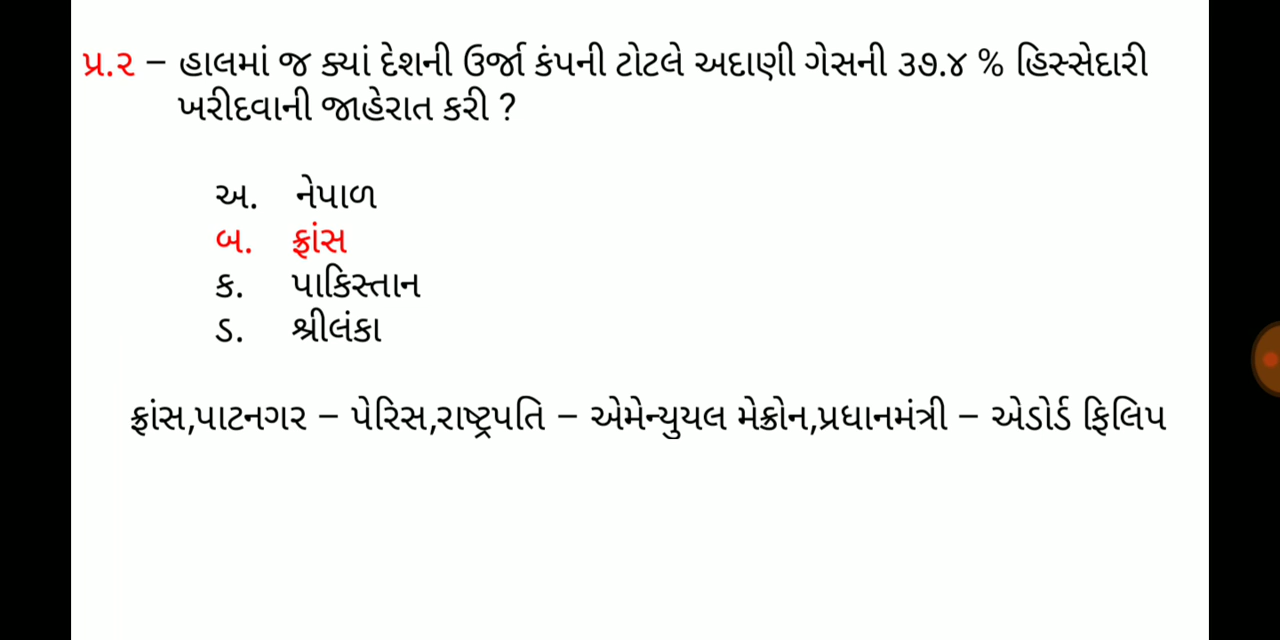 પ્ર.૨ – હાલમાં જ ક્યાં દેશની ઉર્જા કંપની ટોટલે અદાણી ગેસની ૩૭.૪ % હિસ્સેદારી
ખરીદવાની જાહેરાત કરી ?
અ. નેપાળ
બ. ફ્રાંસ
ક. પાકિસ્તાન
ડ. શ્રીલંકા
ફ્રાંસ,પાટનગર – પેરિસ,રાષ્ટ્રપતિ – એમેન્યુયલ મેક્રોન,પ્રધાનમંત્રી – એડોર્ડ ફિલિપ